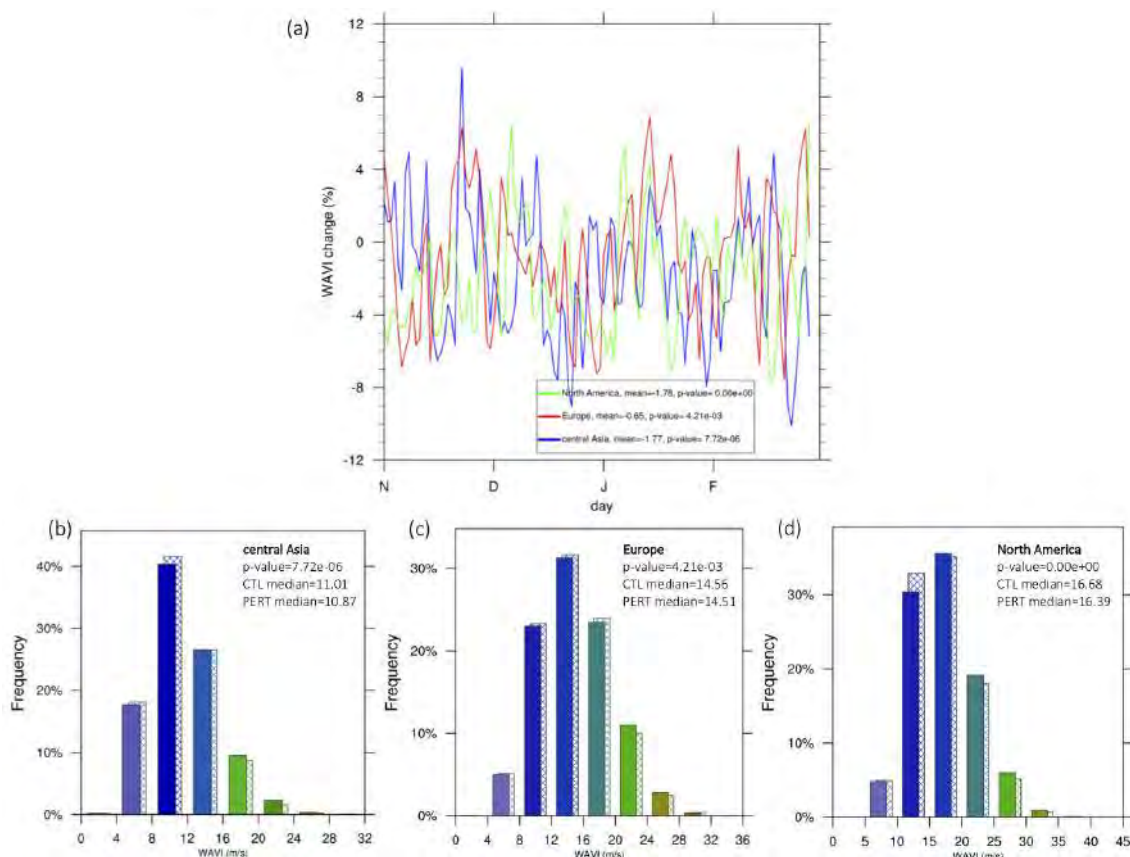 (a)
12
8
4
0
-4
-8
-12
WAVI change (%)
North America, mean=-1.78, p-value= 0.00e+00
Europe, mean=-0.65, p-value= 4.21e-03
central Asia, mean=-1.77, p-value= 7.72e-06
N D J F
day
(b)
central Asia
p-value=7.72e-06
CTL median=11.01
PERT median=10.87
40%
30%
20%
10%
0%
Frequency
0 4 8 12 16 20 24 28 32
WAVI (m/s)
(c)
Europe
p-value=4.21e-03
CTL median=14.56
PERT median=14.51
30%
20%
10%
0%
Frequency
0 4 8 12 16 20 24 28 32 36
WAVI (m/s)
(d)
North America
p-value=0.00e+00
CTL median=16.68
PERT median=16.39
30%
20%
10%
0%
Frequency
0 5 10 15 20 25 30 35 40 45
WAVI (m/s)